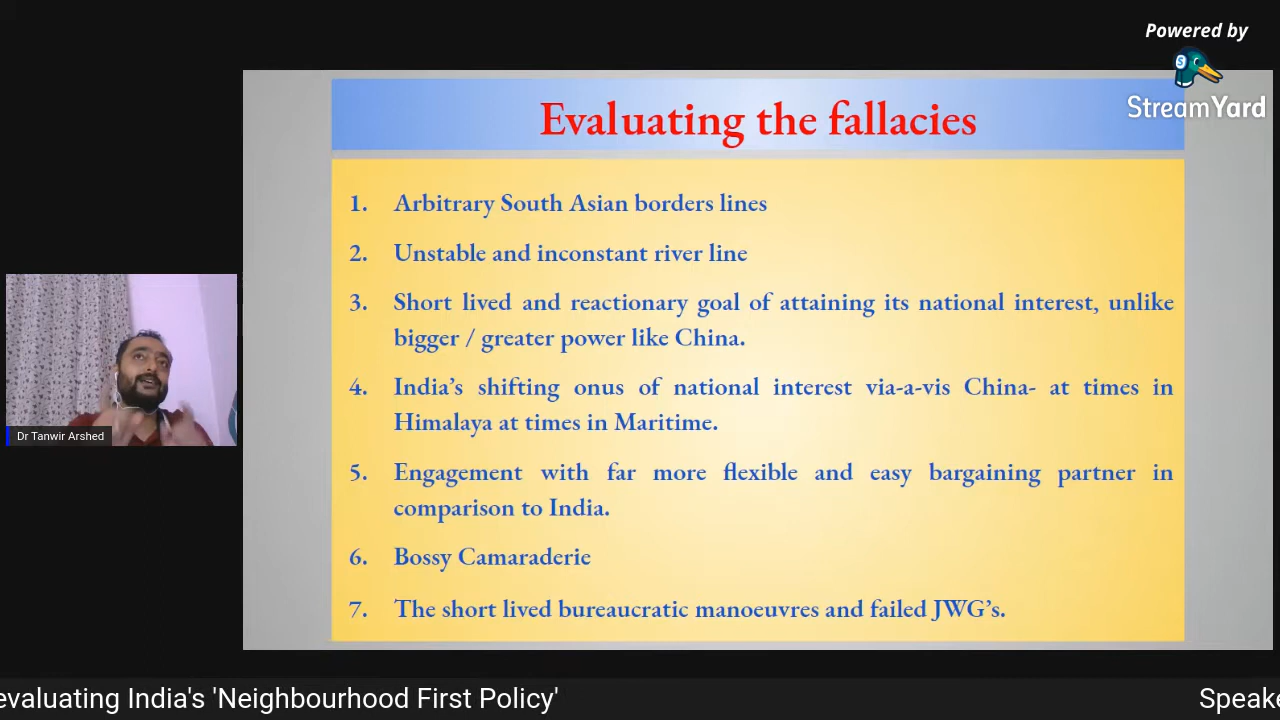 Powered by
StreamYard
Evaluating the fallacies
1. Arbitrary South Asian borders lines
2. Unstable and inconstant river line
3. Short lived and reactionary goal of attaining its national interest, unlike
bigger / greater power like China.
4. India's shifting onus of national interest via-a-vis China- at times in
Himalaya at times in Maritime.
5. Engagement with far more flexible and easy bargaining partner in
comparison to India.
6. Bossy Camaraderie
7. The short lived bureaucratic manoeuvres and failed JWG's.
Dr Tanwir Arshed
evaluating India's 'Neighbourhood First Policy'
Speake